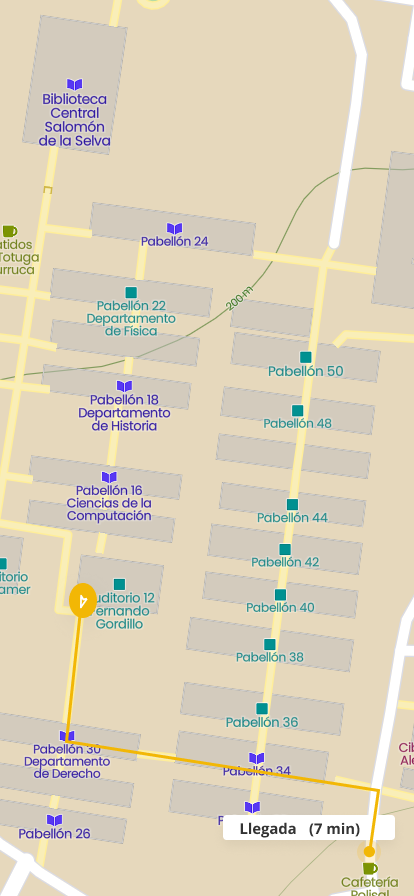 Biblioteca
Central
Salomón
de la Selva
Pabellón 24
Totuga
Pabellón 22
Departamento
de Física
200 m
Pabellón 50
Pabellón 18
Departamento
de Historia
Pabellón 48
Pabellón 16
Ciencias de la
Computación
Pabellón 44
Pabellón 42
12
Gordillo
Pabellón 40
Pabellón 38
Pabellón 36
Pabellón 30
Departamento
de Derecho
Pabellón 34
Pabellón 26
Llegada (7 min)
Cafetería
Polisal